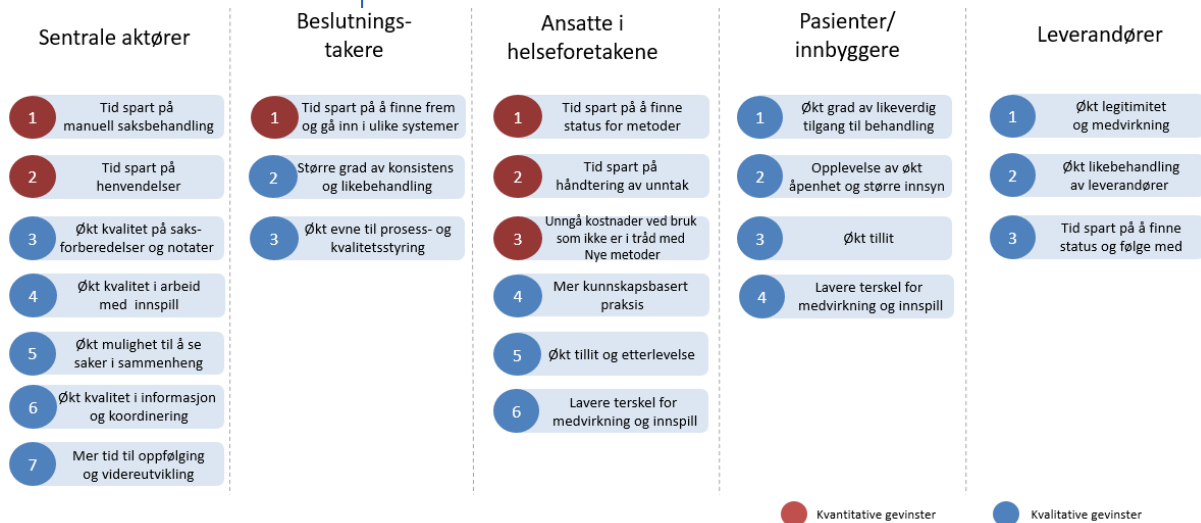 Sentrale aktører
1
Tid spart på
manuell saksbehandling
2
Tid spart på
henvendelser
3
Økt kvalitet på saks-
forberedelser og notater
4
Økt kvalitet i arbeid
med innspill
5
Økt mulighet til å se
saker i sammenheng
6
Økt kvalitet i informasjon
og koordinering
7
Mer tid til oppfølging
og videreutvikling
Beslutnings-
takere
1
Tid spart på å finne frem
og gå inn i ulike systemer
2
Større grad av konsistens
og likebehandling
3
Økt evne til prosess- og
kvalitetsstyring
Ansatte i
helseforetakene
1
Tid spart på å finne
status for metoder
2
Tid spart på
håndtering av unntak
3
Unngå kostnader ved bruk
som ikke er i tråd med
Nye metoder
4
Mer kunnskapsbasert
praksis
5
Økt tillit og etterlevelse
6
Lavere terskel for
medvirkning og innspill
Pasienter/
innbyggere
1
Økt grad av likeverdig
tilgang til behandling
2
Opplevelse av økt
åpenhet og større innsyn
3
Økt tillit
4
Lavere terskel for
medvirkning og innspill
Leverandører
1
Økt legitimitet
og medvirkning
2
Økt likebehandling
av leverandører
3
Tid spart på å finne
status og følge med
Kvantitative gevinster
Kvalitative gevinster